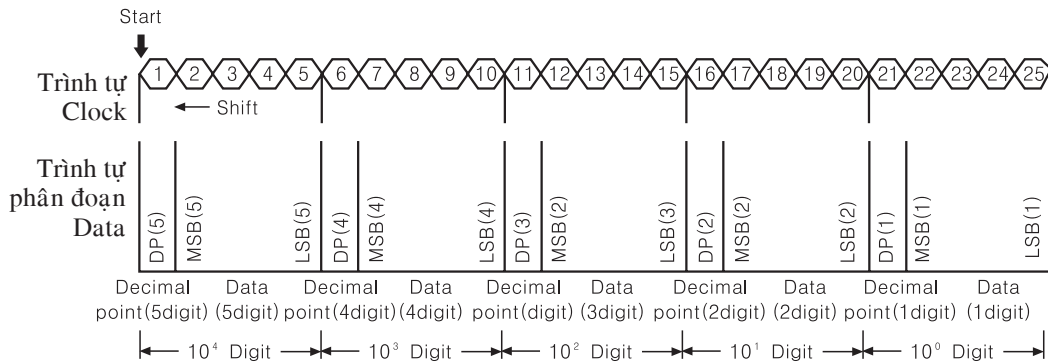 Start
1 2 3 4 5 6 7 8 9 10 11 12 13 14 15 16 17 18 19 20 21 22 23 24 25
Trình tự
Clock
Shift
Trình tự
phân đoạn
Data
DP(5) MSB(5) LSB(5) DP(4) MSB(4) LSB(4) DP(3) MSB(2) LSB(3) DP(2) MSB(2) LSB(2) DP(1) MSB(1) LSB(1)
Decimal Data Decimal Data Decimal Data Decimal Data Decimal Data
point(5digit) (5digit) point(4digit) (4digit) point(digit) (3digit) point(2digit) (2digit) point(1digit) (1digit)
10⁴ Digit 10³ Digit 10² Digit 10¹ Digit 10⁰ Digit